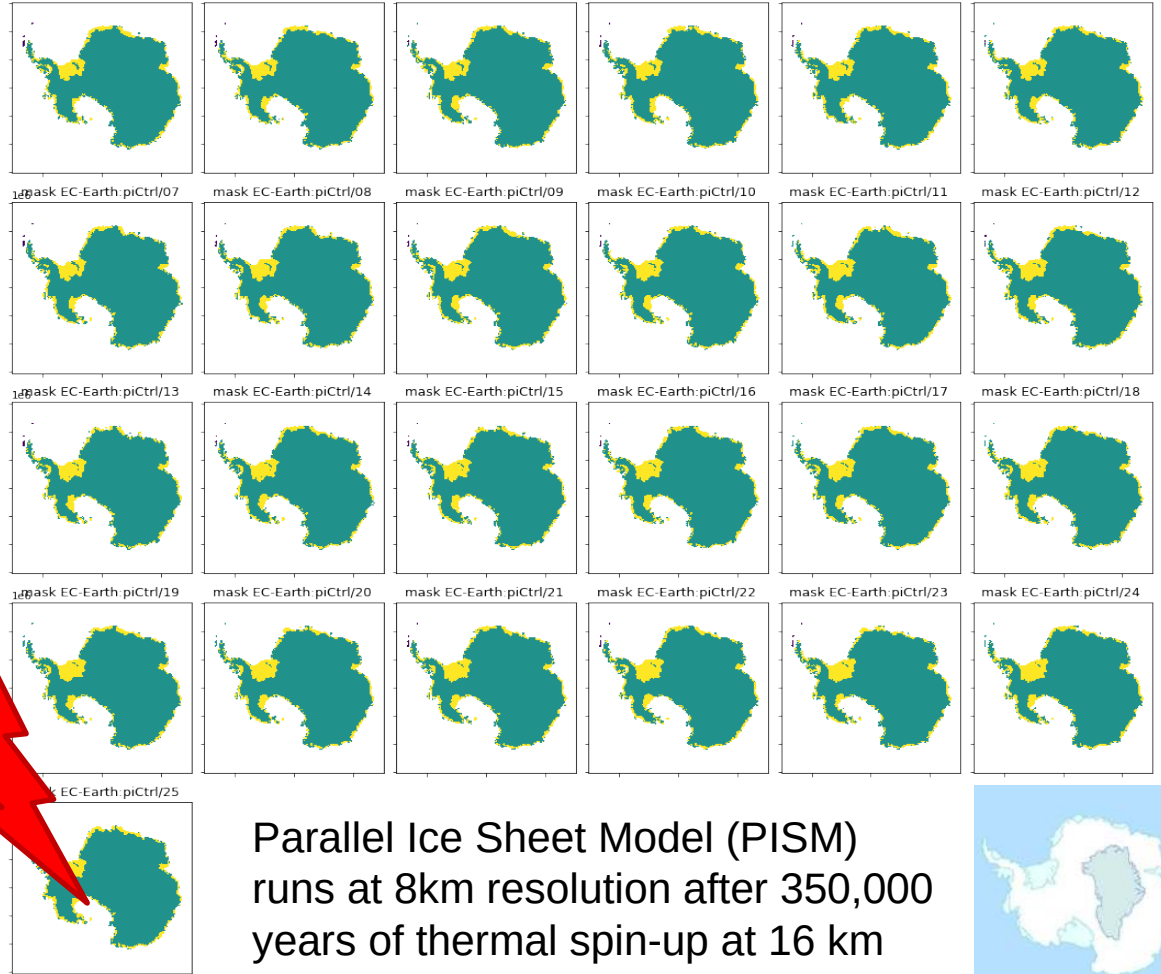 1e6
mask EC-Earth:piCtrl/07 mask EC-Earth:piCtrl/08 mask EC-Earth:piCtrl/09 mask EC-Earth:piCtrl/10 mask EC-Earth:piCtrl/11 mask EC-Earth:piCtrl/12
1e6
mask EC-Earth:piCtrl/13 mask EC-Earth:piCtrl/14 mask EC-Earth:piCtrl/15 mask EC-Earth:piCtrl/16 mask EC-Earth:piCtrl/17 mask EC-Earth:piCtrl/18
1e6
mask EC-Earth:piCtrl/19 mask EC-Earth:piCtrl/20 mask EC-Earth:piCtrl/21 mask EC-Earth:piCtrl/22 mask EC-Earth:piCtrl/23 mask EC-Earth:piCtrl/24
EC-Earth:piCtrl/25
Parallel Ice Sheet Model (PISM)
runs at 8km resolution after 350,000
years of thermal spin-up at 16 km